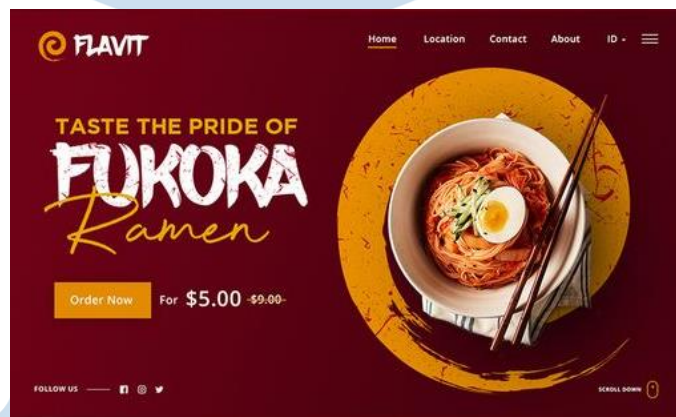 FLAVIT
Home Location Contact About ID
TASTE THE PRIDE OF
FUKOKA
Ramen
Order Now For $5.00 $9.00
FOLLOW US
SCROLL DOWN